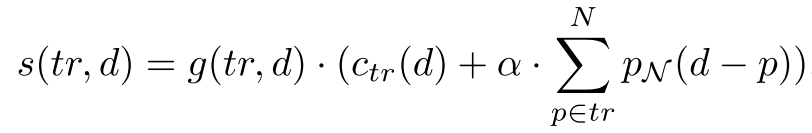 s(tr, d) = g(tr, d) · (c_{tr}(d) + α · \sum_{p∈tr}^{N} p_{\mathcal{N}}(d − p))